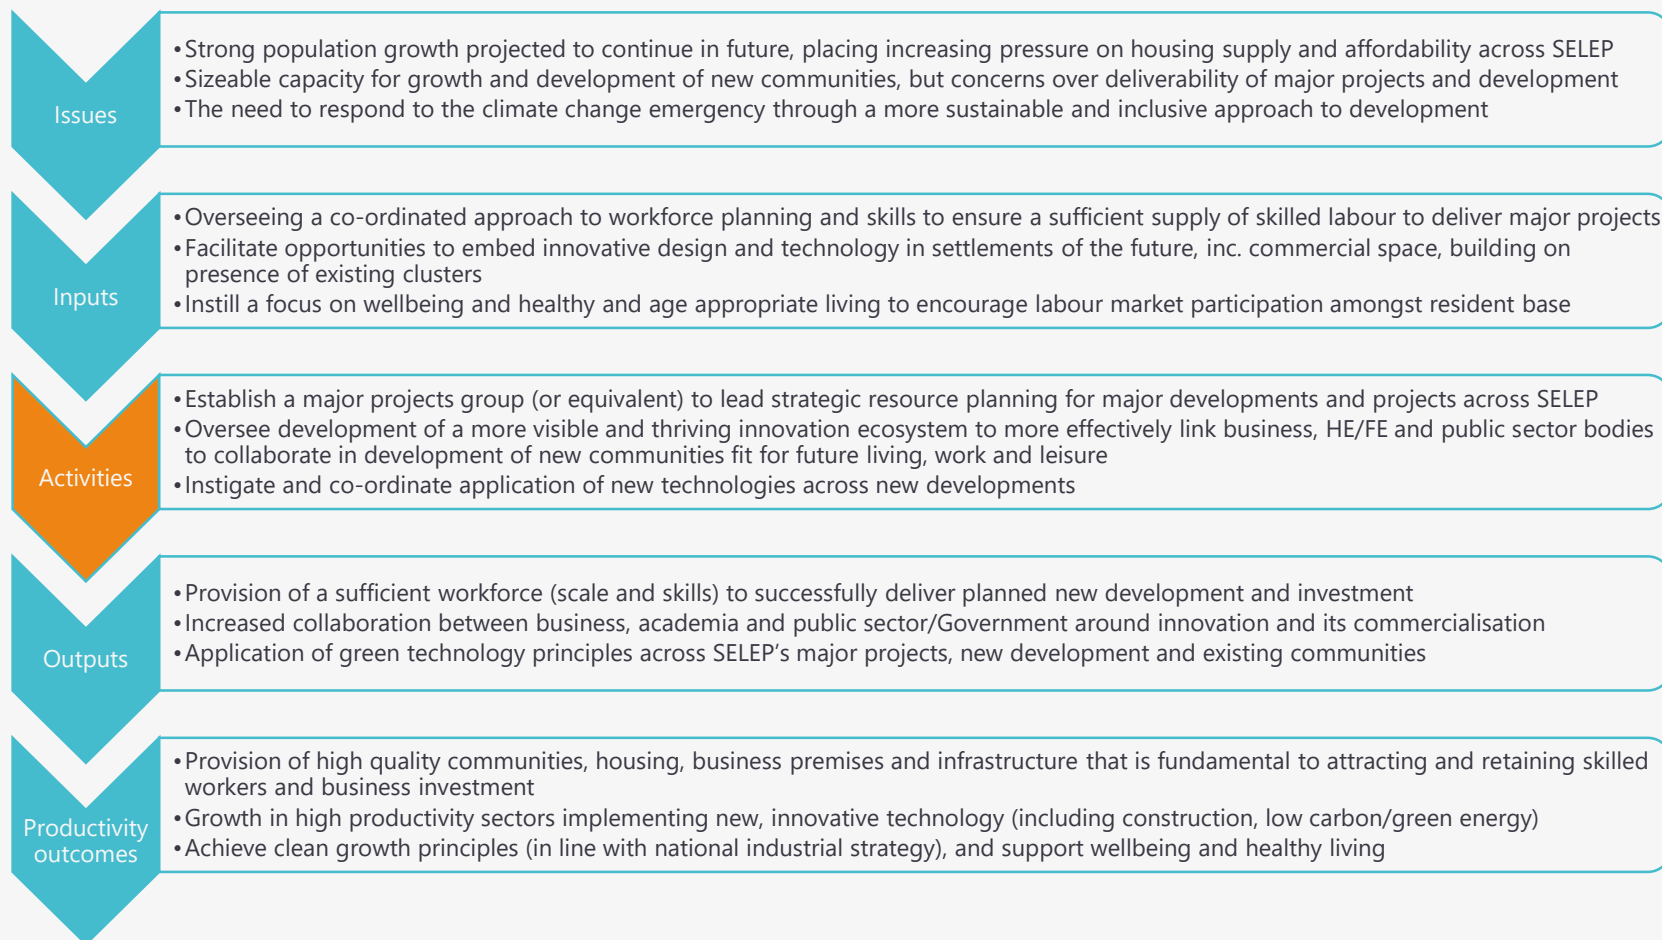 Issues
•Strong population growth projected to continue in future, placing increasing pressure on housing supply and affordability across SELEP
•Sizeable capacity for growth and development of new communities, but concerns over deliverability of major projects and development
•The need to respond to the climate change emergency through a more sustainable and inclusive approach to development
Inputs
•Overseeing a co-ordinated approach to workforce planning and skills to ensure a sufficient supply of skilled labour to deliver major projects
•Facilitate opportunities to embed innovative design and technology in settlements of the future, inc. commercial space, building on
presence of existing clusters
•Instill a focus on wellbeing and healthy and age appropriate living to encourage labour market participation amongst resident base
Activities
•Establish a major projects group (or equivalent) to lead strategic resource planning for major developments and projects across SELEP
•Oversee development of a more visible and thriving innovation ecosystem to more effectively link business, HE/FE and public sector bodies
to collaborate in development of new communities fit for future living, work and leisure
•Instigate and co-ordinate application of new technologies across new developments
Outputs
•Provision of a sufficient workforce (scale and skills) to successfully deliver planned new development and investment
•Increased collaboration between business, academia and public sector/Government around innovation and its commercialisation
•Application of green technology principles across SELEP’s major projects, new development and existing communities
Productivity
outcomes
•Provision of high quality communities, housing, business premises and infrastructure that is fundamental to attracting and retaining skilled
workers and business investment
•Growth in high productivity sectors implementing new, innovative technology (including construction, low carbon/green energy)
•Achieve clean growth principles (in line with national industrial strategy), and support wellbeing and healthy living